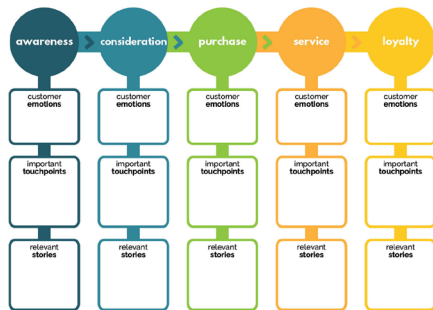 awareness
consideration
purchase
service
loyalty
customer
emotions
customer
emotions
customer
emotions
customer
emotions
customer
emotions
important
touchpoints
important
touchpoints
important
touchpoints
important
touchpoints
important
touchpoints
relevant
stories
relevant
stories
relevant
stories
relevant
stories
relevant
stories